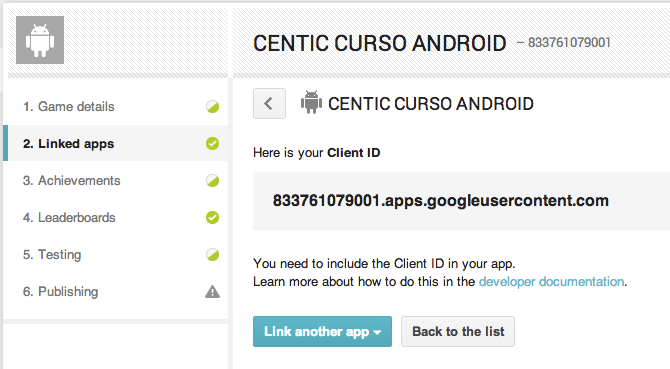 CENTIC CURSO ANDROID – 833761079001
1. Game details
2. Linked apps
3. Achievements
4. Leaderboards
5. Testing
6. Publishing
CENTIC CURSO ANDROID
Here is your Client ID
833761079001.apps.googleusercontent.com
You need to include the Client ID in your app.
Learn more about how to do this in the developer documentation.
Link another app
Back to the list